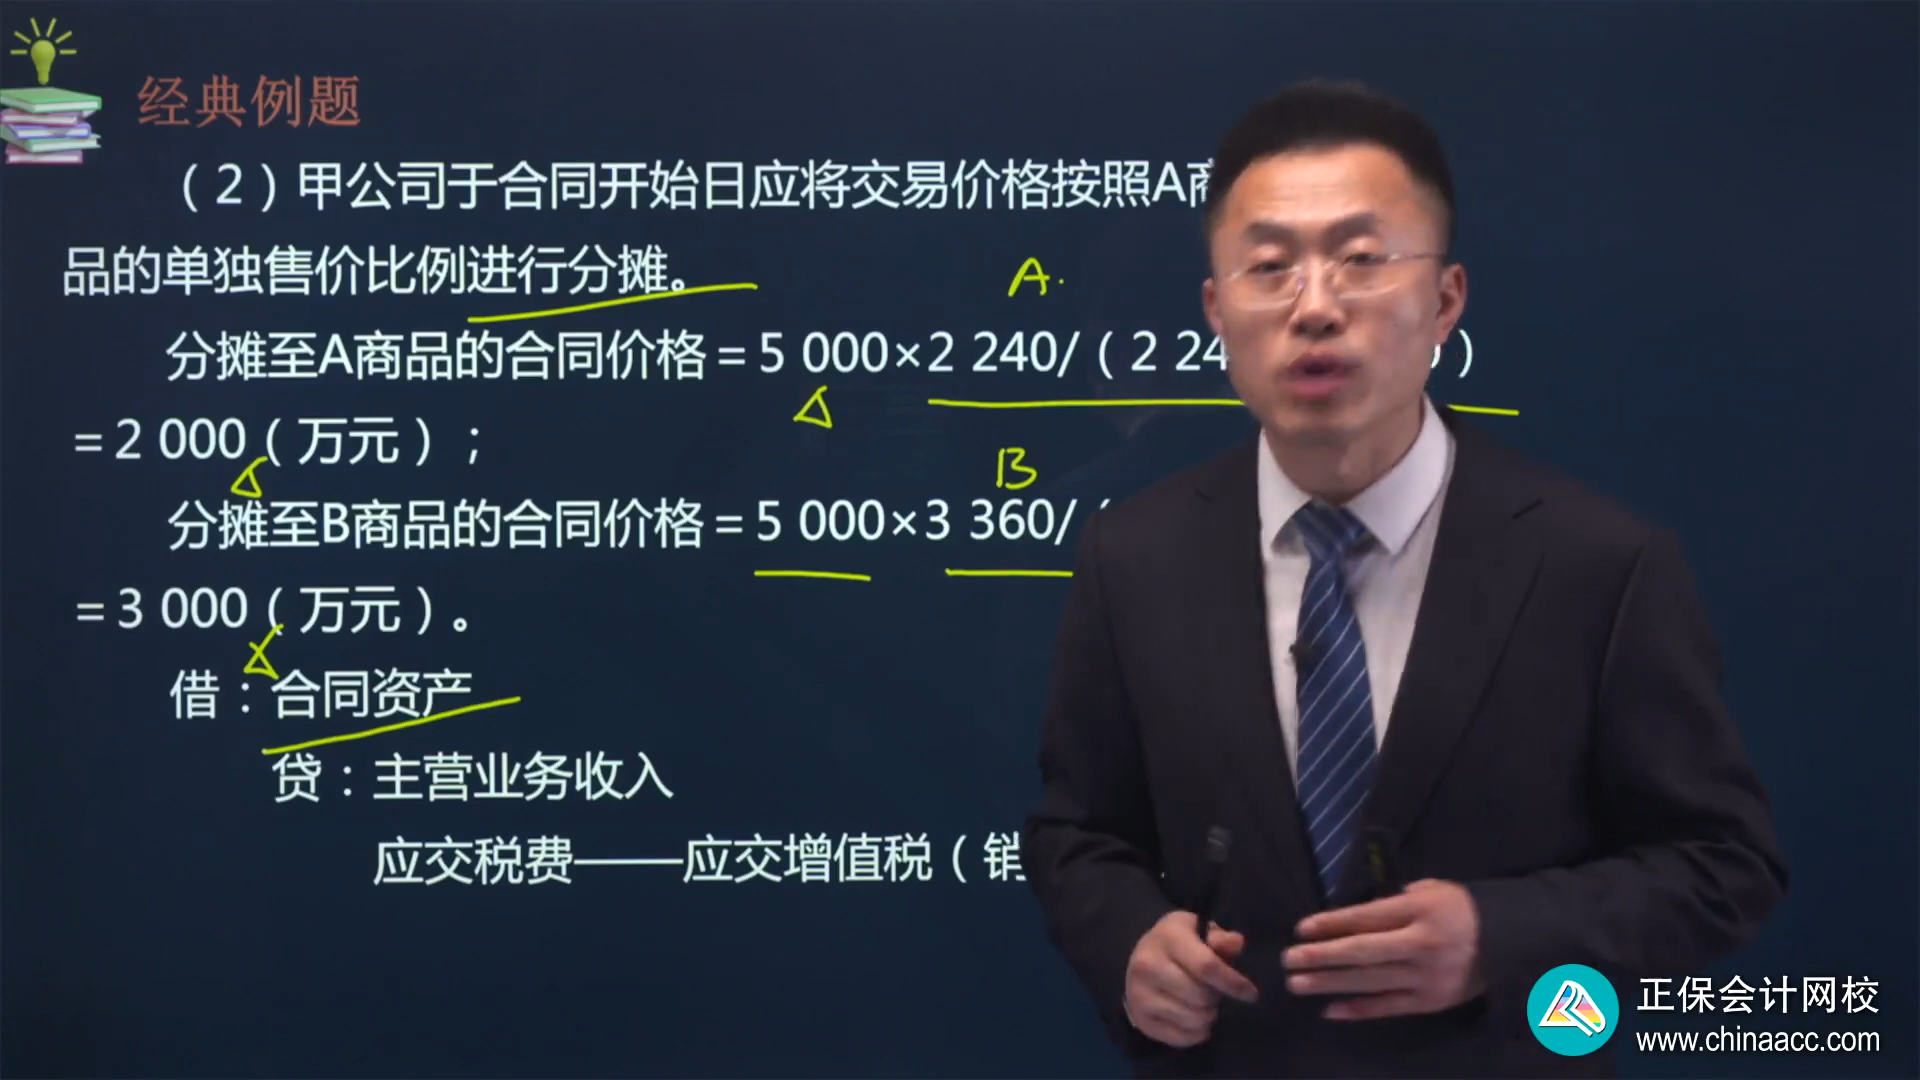 经典例题
（2）甲公司于合同开始日应将交易价格按照A商
品的单独售价比例进行分摊。
A.
分摊至A商品的合同价格＝5 000×2 240/（2 24 ）
＝2 000（万元）；
B
分摊至B商品的合同价格＝5 000×3 360/（
＝3 000（万元）。
借：合同资产
贷：主营业务收入
应交税费——应交增值税（销
正保会计网校
www.chinaacc.com